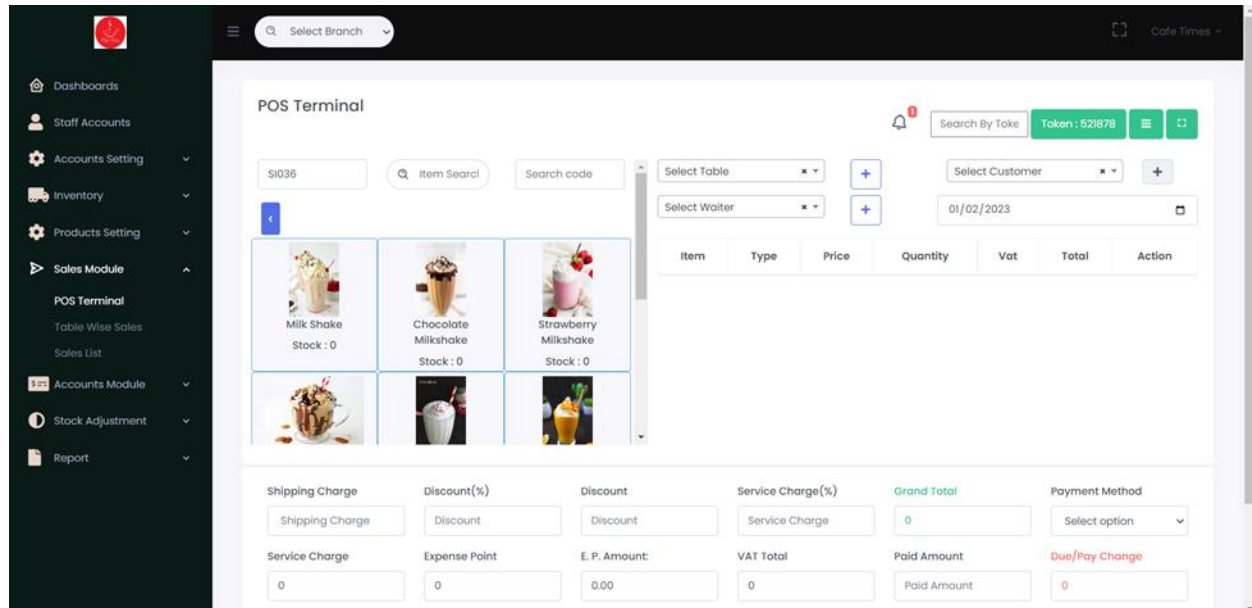 Select Branch
Cafe Times
Dashboards
Staff Accounts
Accounts Setting
Inventory
Products Setting
Sales Module
POS Terminal
Table Wise Sales
Sales List
Accounts Module
Stock Adjustment
Report
POS Terminal
1
Search By Toke
Token : 521878
SI036
Item Searcl
Search code
Select Table
Select Customer
Select Waiter
01/02/2023
Item Type Price Quantity Vat Total Action
Milk Shake
Stock : 0
Chocolate
Milkshake
Stock : 0
Strawberry
Milkshake
Stock : 0
Shipping Charge Discount(%) Discount Service Charge(%) Grand Total Payment Method
Shipping Charge Discount Discount Service Charge 0 Select option
Service Charge Expense Point E. P. Amount: VAT Total Paid Amount Due/Pay Change
0 0 0.00 0 Paid Amount 0